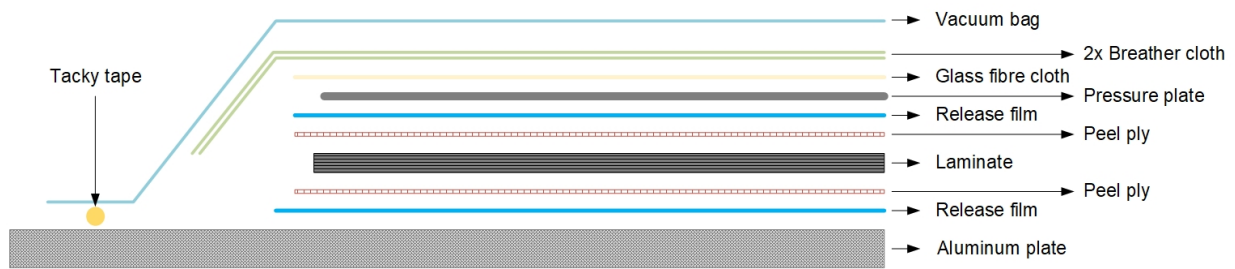 Vacuum bag
2x Breather cloth
Tacky tape
Glass fibre cloth
Pressure plate
Release film
Peel ply
Laminate
Peel ply
Release film
Aluminum plate